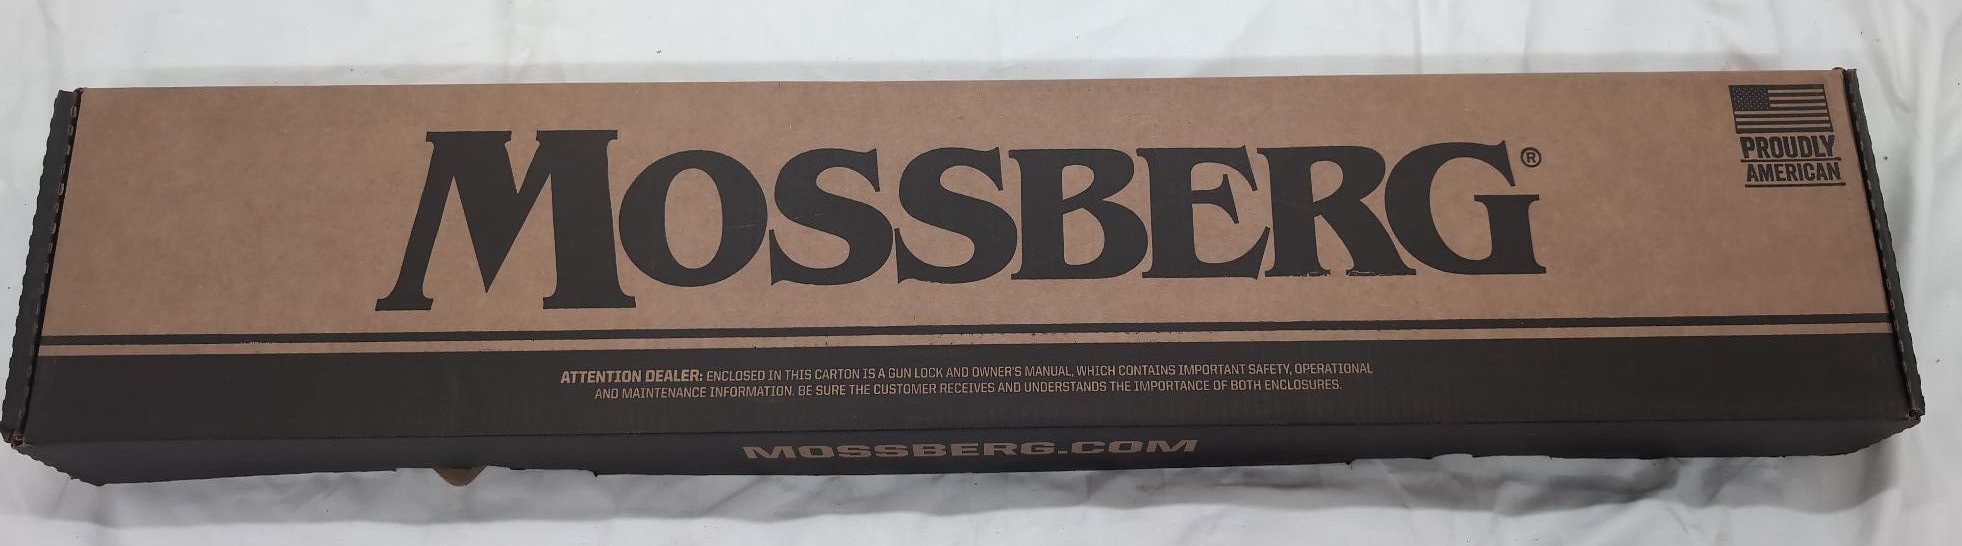 MOSSBERG®
PROUDLY
AMERICAN
ATTENTION DEALER: ENCLOSED IN THIS CARTON IS A GUN LOCK AND OWNER'S MANUAL, WHICH CONTAINS IMPORTANT SAFETY, OPERATIONAL
AND MAINTENANCE INFORMATION. BE SURE THE CUSTOMER RECEIVES AND UNDERSTANDS THE IMPORTANCE OF BOTH ENCLOSURES.
MOSSBERG.COM